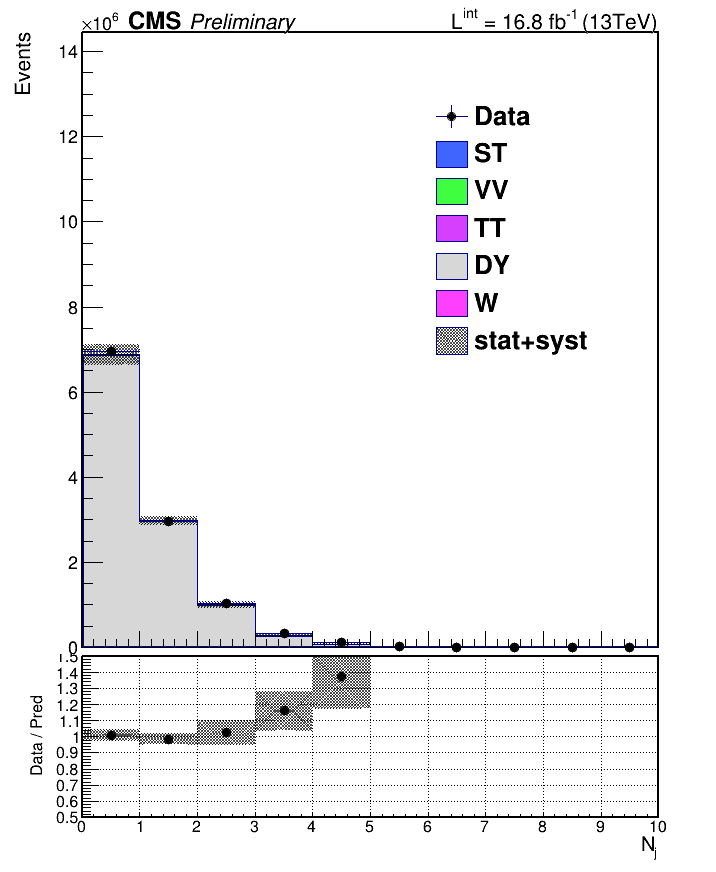 ×10⁶ CMS Preliminary L^int = 16.8 fb⁻¹ (13TeV)
Events
14
12
10
8
6
4
2
0
Data
ST
VV
TT
DY
W
stat+syst
Data / Pred
1.5
1.4
1.3
1.2
1.1
1
0.9
0.8
0.7
0.6
0.5
0 1 2 3 4 5 6 7 8 9 10
N_j